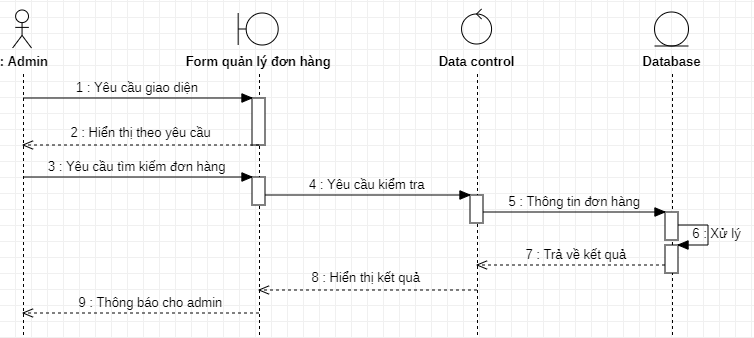 : Admin
Form quản lý đơn hàng
Data control
Database
1 : Yêu cầu giao diện
2 : Hiển thị theo yêu cầu
3 : Yêu cầu tìm kiếm đơn hàng
4 : Yêu cầu kiểm tra
5 : Thông tin đơn hàng
6 : Xử lý
7 : Trả về kết quả
8 : Hiển thị kết quả
9 : Thông báo cho admin